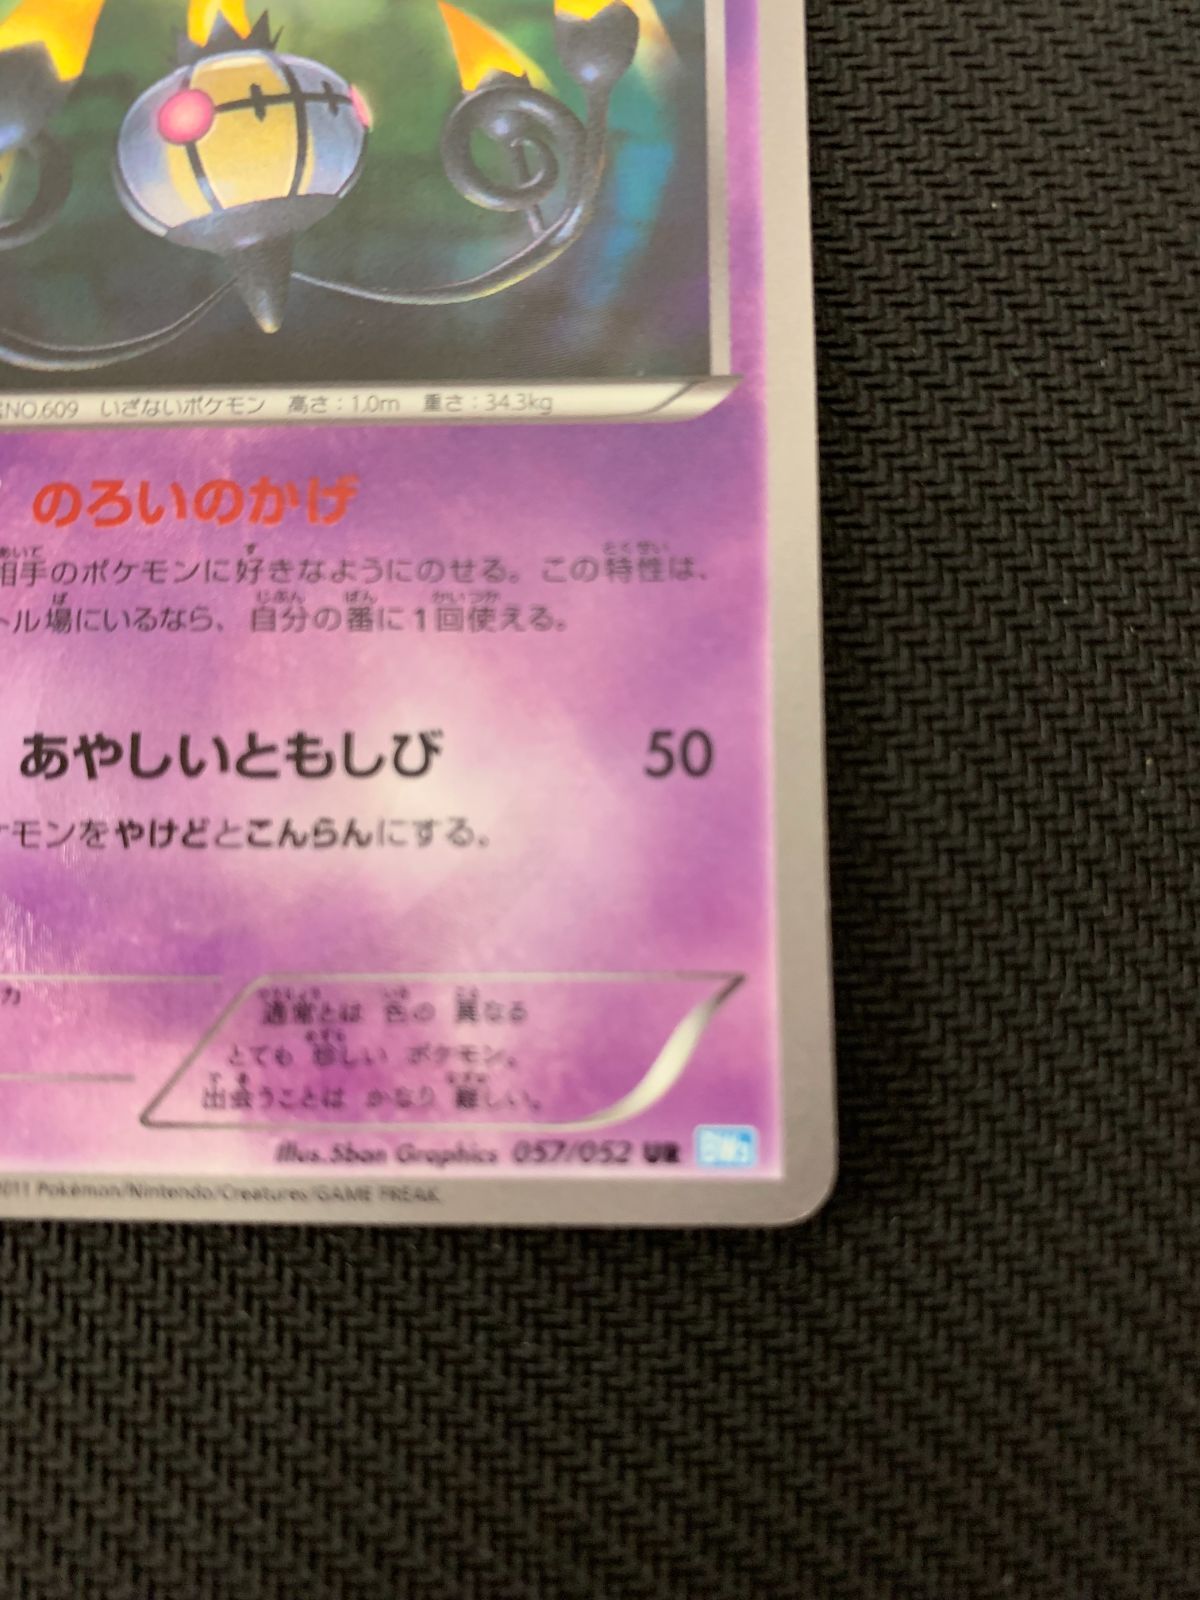 NO.609 いざないポケモン 高さ：1.0m 重さ：34.3kg
のろいのかげ
相手のポケモンに好きなようにのせる。この特性は、
トル場にいるなら、自分の番に1回使える。
あやしいともしび 50
ケモンをやけどとこんらんにする。
カ
通常とは 色の 異なる
とても 珍しい ポケモン。
出会うことは かなり 難しい。
Illus. 5ban Graphics 057/052 UR
2011 Pokémon/Nintendo/Creatures/GAME FREAK.